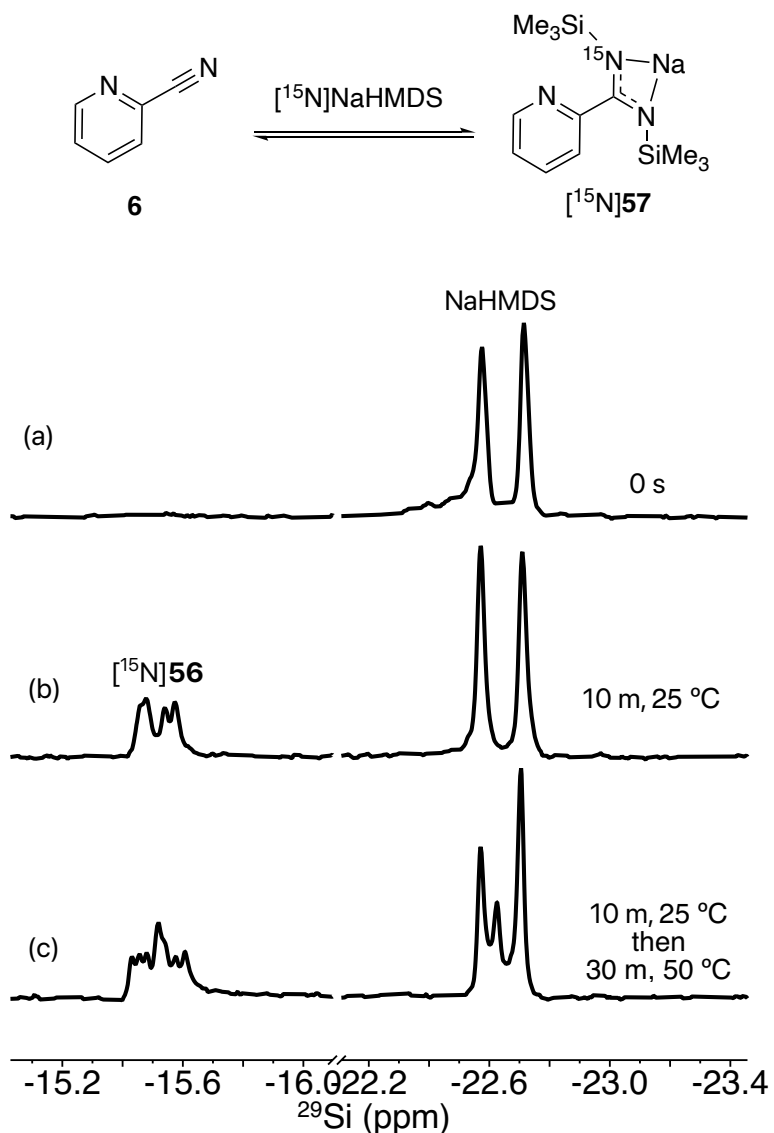 Me₃Si
¹⁵N
Na
N
N
N
SiMe₃
[¹⁵N]NaHMDS
6
[¹⁵N]57
NaHMDS
(a)
0 s
[¹⁵N]56
(b)
10 m, 25 ºC
(c)
10 m, 25 ºC
then
30 m, 50 ºC
-15.2 -15.6 -16.0 -22.2 -22.6 -23.0 -23.4
²⁹Si (ppm)